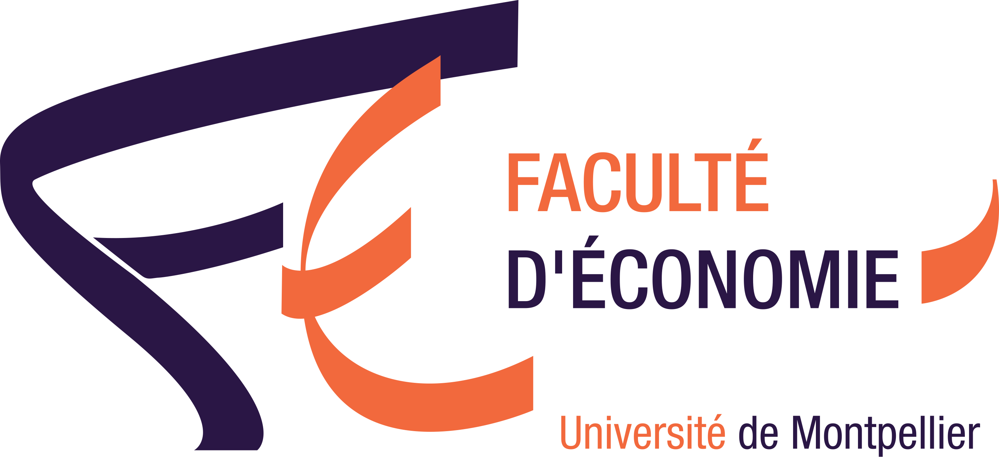 FACULTÉ
D'ÉCONOMIE
Université de Montpellier